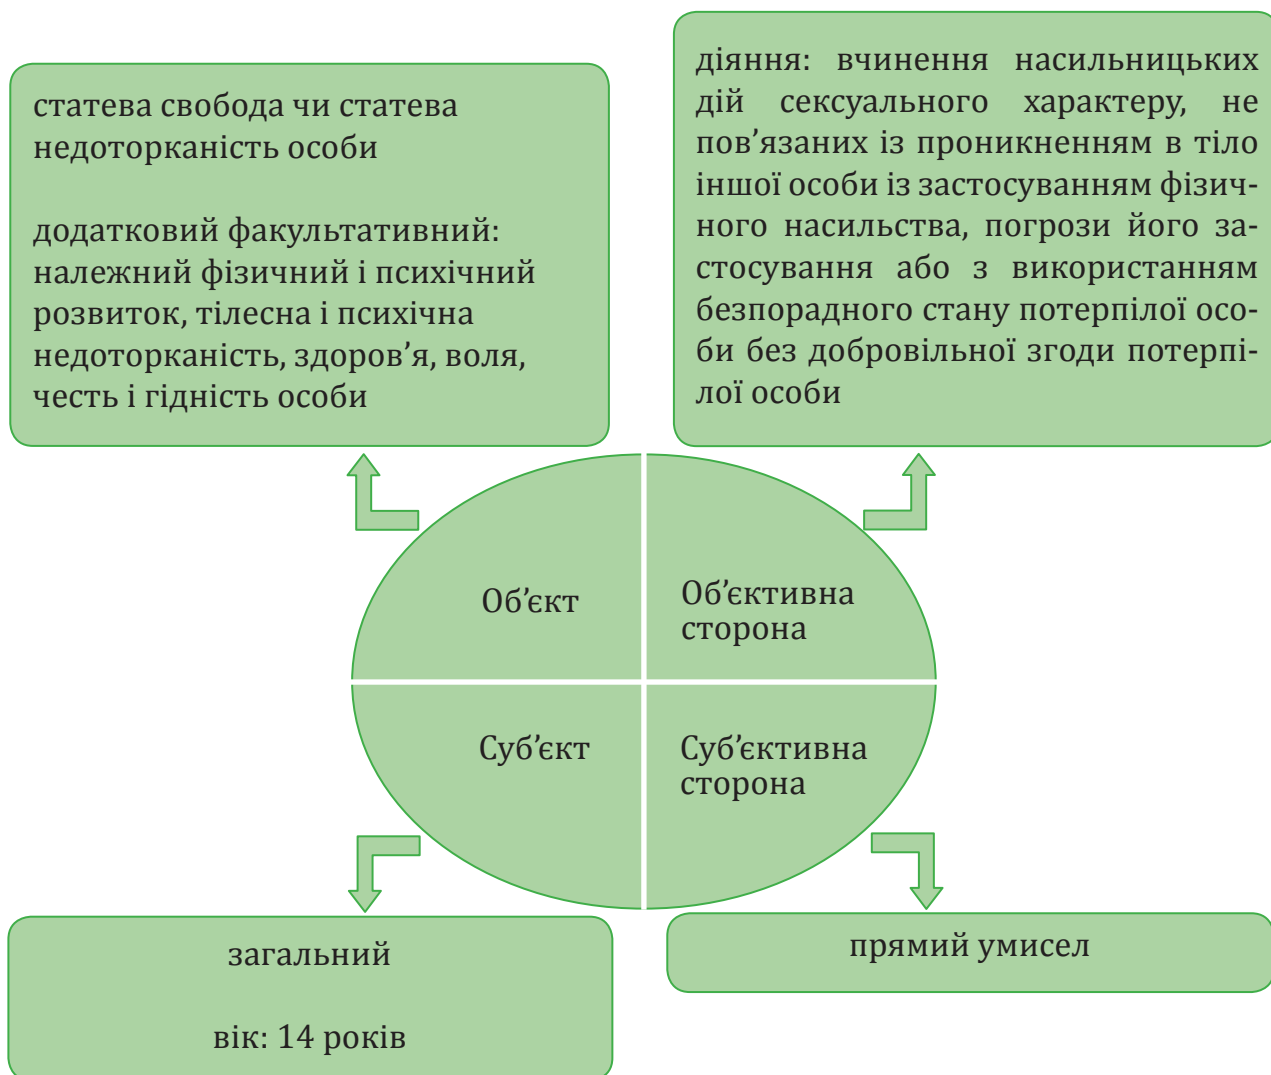 статева свобода чи статева
недоторканість особи
додатковий факультативний:
належний фізичний і психічний
розвиток, тілесна і психічна
недоторканість, здоров’я, воля,
честь і гідність особи
діяння: вчинення насильницьких
дій сексуального характеру, не
пов’язаних із проникненням в тіло
іншої особи із застосуванням фізич-
ного насильства, погрози його за-
стосування або з використанням
безпорадного стану потерпілої осо-
би без добровільної згоди потерпі-
лої особи
Об’єкт
Об’єктивна
сторона
Суб’єкт
Суб’єктивна
сторона
загальний
вік: 14 років
прямий умисел